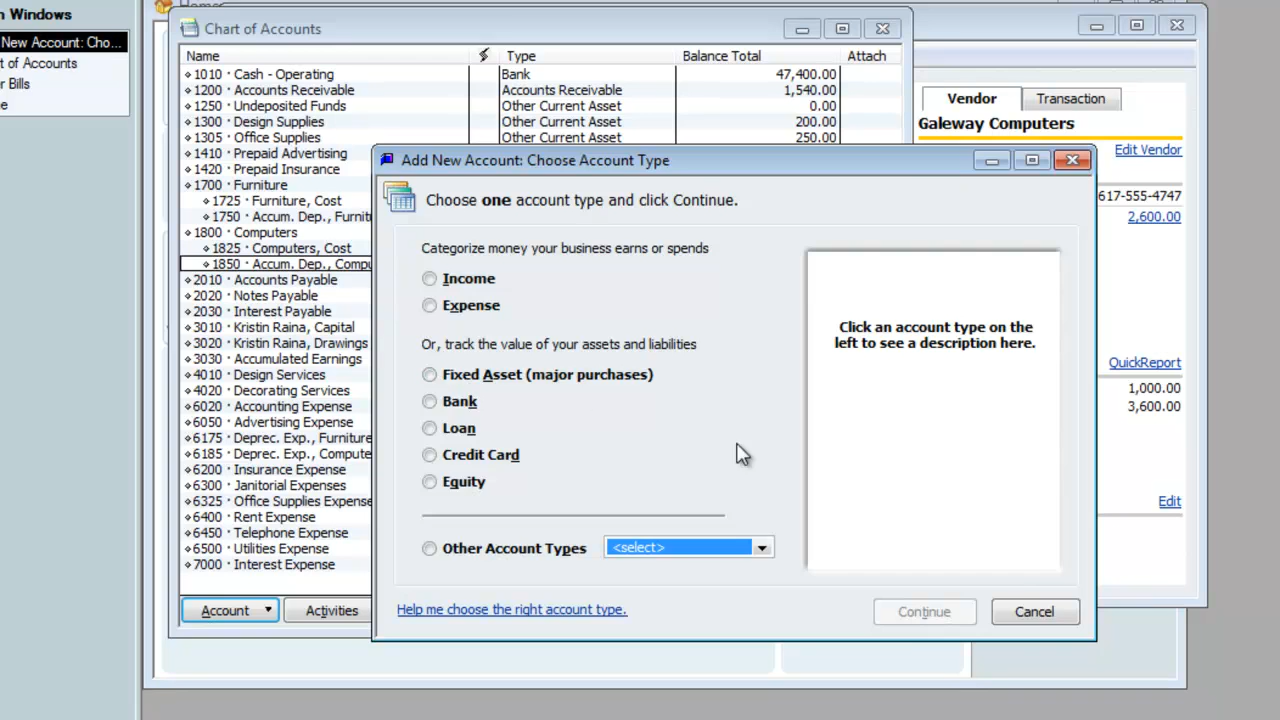 n Windows
New Account: Cho...
t of Accounts
r Bills
e
Chart of Accounts
Name Type Balance Total Attach
1010 · Cash - Operating Bank 47,400.00
1200 · Accounts Receivable Accounts Receivable 1,540.00
1250 · Undeposited Funds Other Current Asset 0.00
1300 · Design Supplies Other Current Asset 200.00
1305 · Office Supplies Other Current Asset 250.00
1410 · Prepaid Advertising
1420 · Prepaid Insurance
1700 · Furniture
1725 · Furniture, Cost
1750 · Accum. Dep., Furnit
1800 · Computers
1825 · Computers, Cost
1850 · Accum. Dep., Compu
2010 · Accounts Payable
2020 · Notes Payable
2030 · Interest Payable
3010 · Kristin Raina, Capital
3020 · Kristin Raina, Drawings
3030 · Accumulated Earnings
4010 · Design Services
4020 · Decorating Services
6020 · Accounting Expense
6050 · Advertising Expense
6175 · Deprec. Exp., Furniture
6185 · Deprec. Exp., Compute
6200 · Insurance Expense
6300 · Janitorial Expenses
6325 · Office Supplies Expense
6400 · Rent Expense
6450 · Telephone Expense
6500 · Utilities Expense
7000 · Interest Expense
Account Activities
Add New Account: Choose Account Type
Choose one account type and click Continue.
Categorize money your business earns or spends
Income
Expense
Or, track the value of your assets and liabilities
Fixed Asset (major purchases)
Bank
Loan
Credit Card
Equity
Other Account Types <select>
Click an account type on the
left to see a description here.
Help me choose the right account type.
Continue Cancel
Vendor Transaction
Galeway Computers
Edit Vendor
617-555-4747
2,600.00
QuickReport
1,000.00
3,600.00
Edit